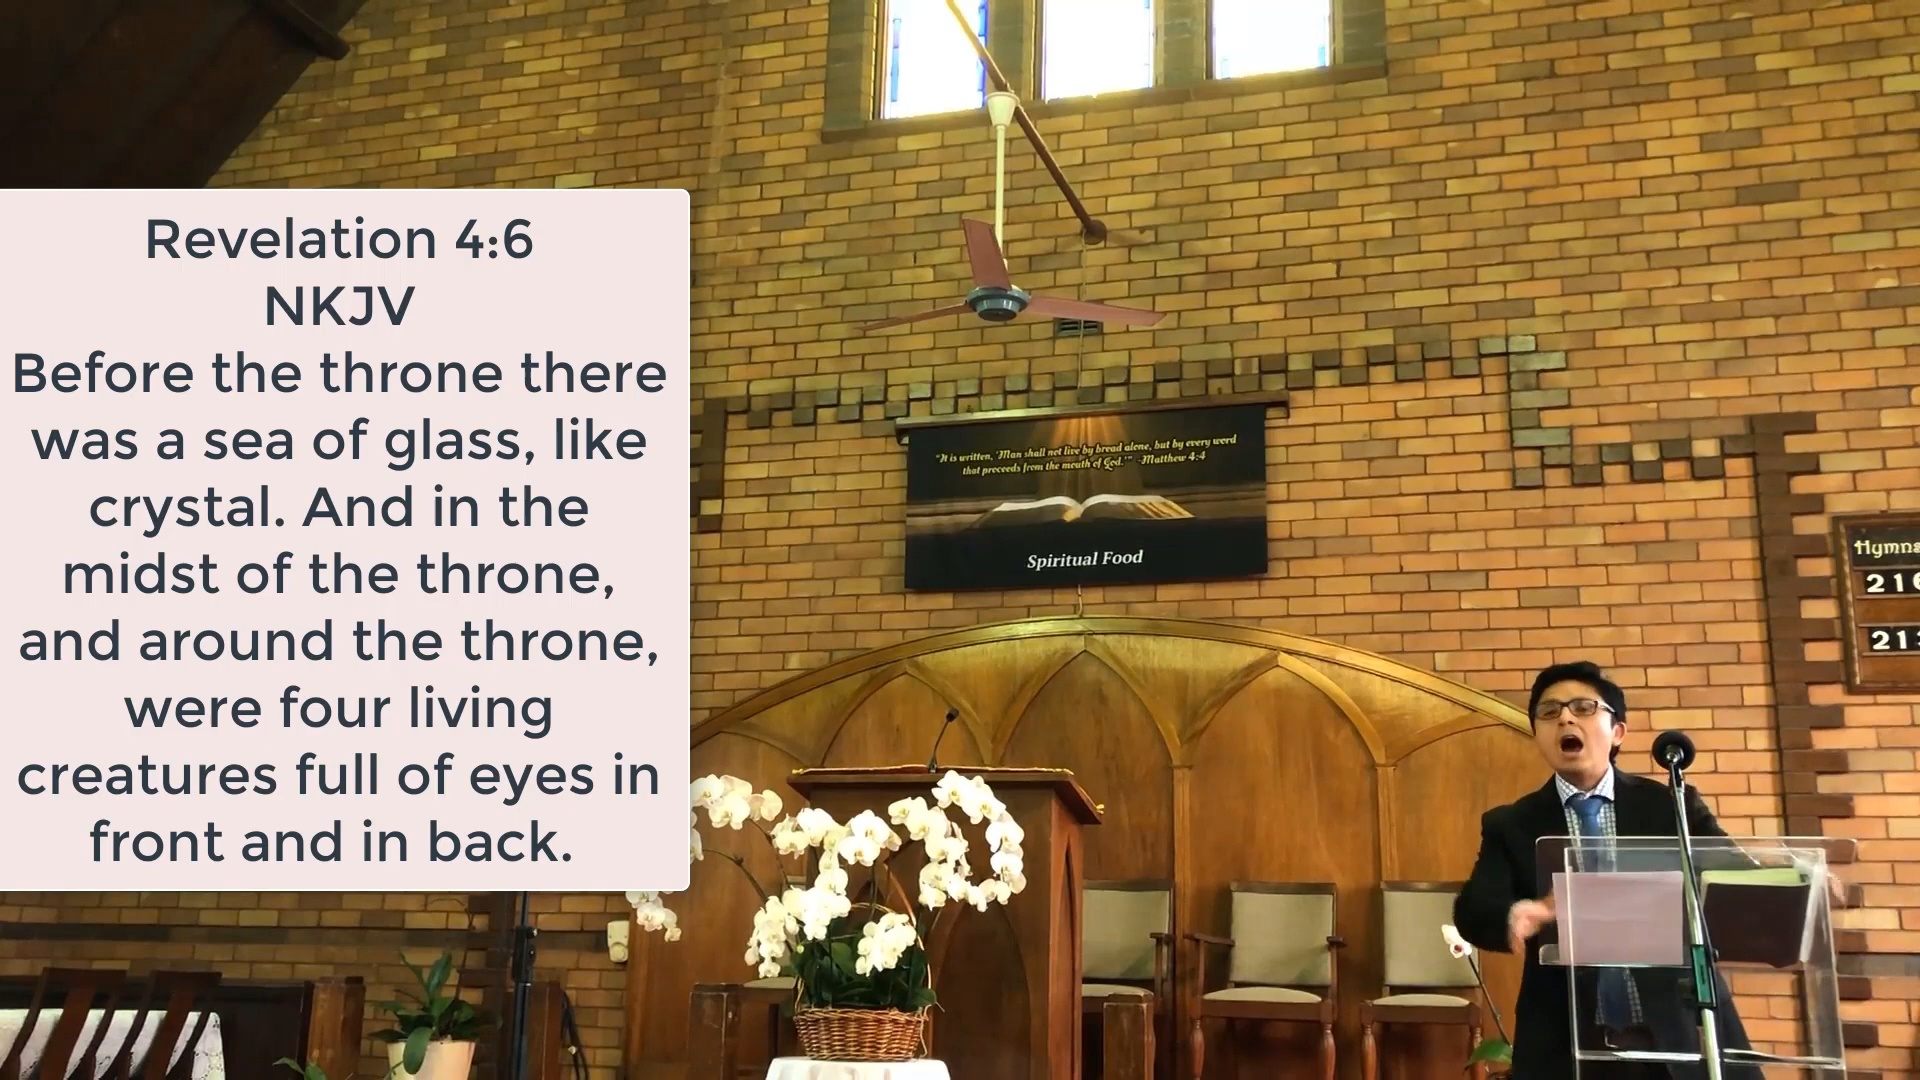 Revelation 4:6
NKJV
Before the throne there
was a sea of glass, like
crystal. And in the
midst of the throne,
and around the throne,
were four living
creatures full of eyes in
front and in back.
"It is written, 'Man shall not live by bread alone, but by every word
that proceeds from the mouth of God.'" -Matthew 4:4
Spiritual Food
Hymns
216
21